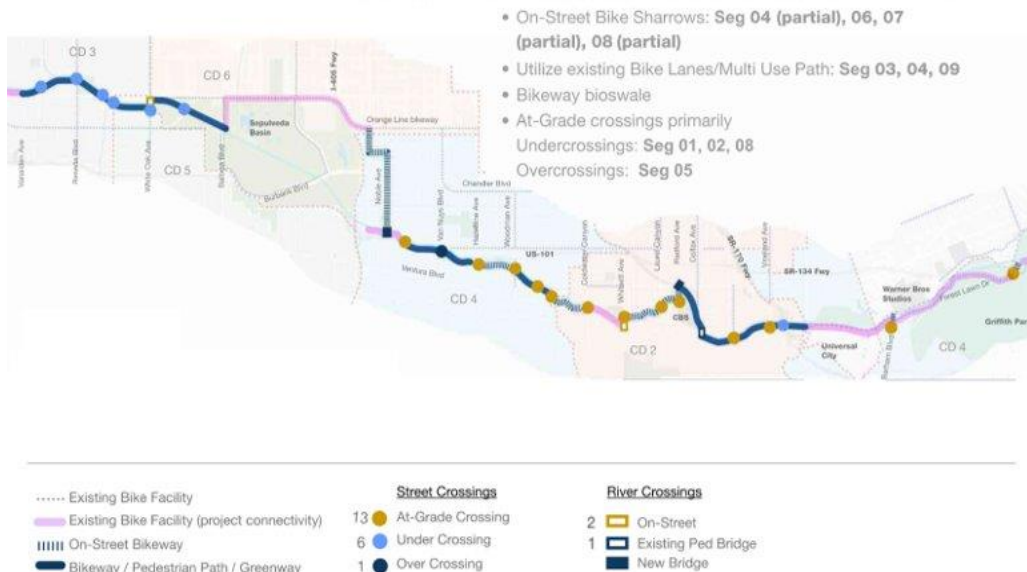 • On-Street Bike Sharrows: Seg 04 (partial), 06, 07
(partial), 08 (partial)
• Utilize existing Bike Lanes/Multi Use Path: Seg 03, 04, 09
• Bikeway bioswale
• At-Grade crossings primarily
Undercrossings: Seg 01, 02, 08
Overcrossings: Seg 05
CD 3
CD 6
I-405 Fwy
Orange Line bikeway
Sepulveda
Basin
White Oak Ave
CD 5
Balboa Blvd
Burbank Blvd
Noble Ave
Chandler Blvd
Van Nuys Blvd
Hazeltine Ave
Woodman Ave
US-101
Ventura Blvd
CD 4
Coldwater Canyon
Whitsett Ave
Laurel Canyon
Radford Ave
Colfax Ave
SR-170 Fwy
Vineland Ave
SR-134 Fwy
CBS
CD 2
Warner Bros
Studios
Forest Lawn Dr
Universal
City
Barham Blvd
CD 4
Griffith Par
Existing Bike Facility
Existing Bike Facility (project connectivity)
On-Street Bikeway
Bikeway / Pedestrian Path / Greenway
Street Crossings
13 At-Grade Crossing
6 Under Crossing
1 Over Crossing
River Crossings
2 On-Street
1 Existing Ped Bridge
New Bridge